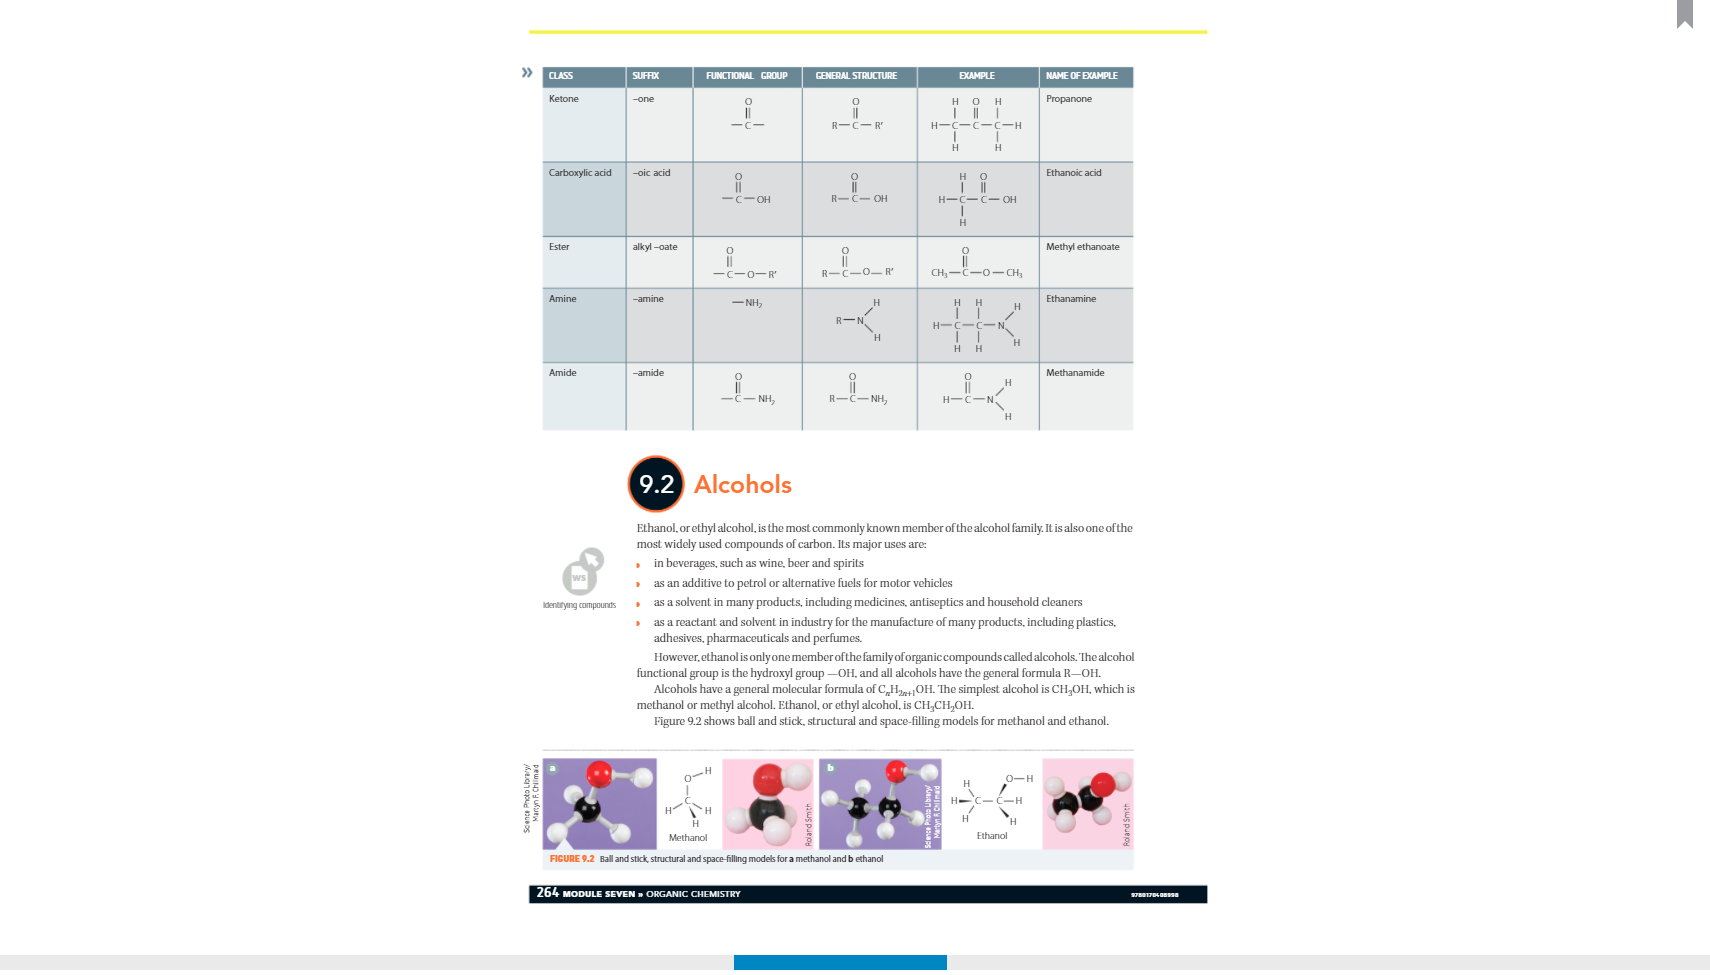 »
CLASS SUFFIX FUNCTIONAL GROUP GENERAL STRUCTURE EXAMPLE NAME OF EXAMPLE
Ketone –one Propanone
O O H O H
—C— R—C—R′ H—C—C—C—H
H H
Carboxylic acid –oic acid Ethanoic acid
O O H O
—C—OH R—C—OH H—C—C—OH
H
Ester alkyl –oate Methyl ethanoate
O O O
—C—O—R′ R—C—O—R′ CH₃—C—O—CH₃
Amine –amine —NH₂ Ethanamine
H H H H
R—N H—C—C—N
H H H H
Amide –amide Methanamide
O O O H
—C—NH₂ R—C—NH₂ H—C—N
H
9.2 Alcohols
Ethanol, or ethyl alcohol, is the most commonly known member of the alcohol family. It is also one of the
most widely used compounds of carbon. Its major uses are:
in beverages, such as wine, beer and spirits
as an additive to petrol or alternative fuels for motor vehicles
as a solvent in many products, including medicines, antiseptics and household cleaners
as a reactant and solvent in industry for the manufacture of many products, including plastics,
adhesives, pharmaceuticals and perfumes.
WS
Identifying compounds
However, ethanol is only one member of the family of organic compounds called alcohols. The alcohol
functional group is the hydroxyl group —OH, and all alcohols have the general formula R—OH.
Alcohols have a general molecular formula of CₙH₂ₙ₊₁OH. The simplest alcohol is CH₃OH, which is
methanol or methyl alcohol. Ethanol, or ethyl alcohol, is CH₃CH₂OH.
Figure 9.2 shows ball and stick, structural and space-filling models for methanol and ethanol.
Science Photo Library/
Martyn F. Chillmaid
a
O H
H C H
H
Methanol
Roland Smith
b
Science Photo Library/
Martyn F. Chillmaid
H O—H
H—C—C—H
H H
Ethanol
Roland Smith
FIGURE 9.2 Ball and stick, structural and space-filling models for a methanol and b ethanol
264 MODULE SEVEN » ORGANIC CHEMISTRY
9780170408998